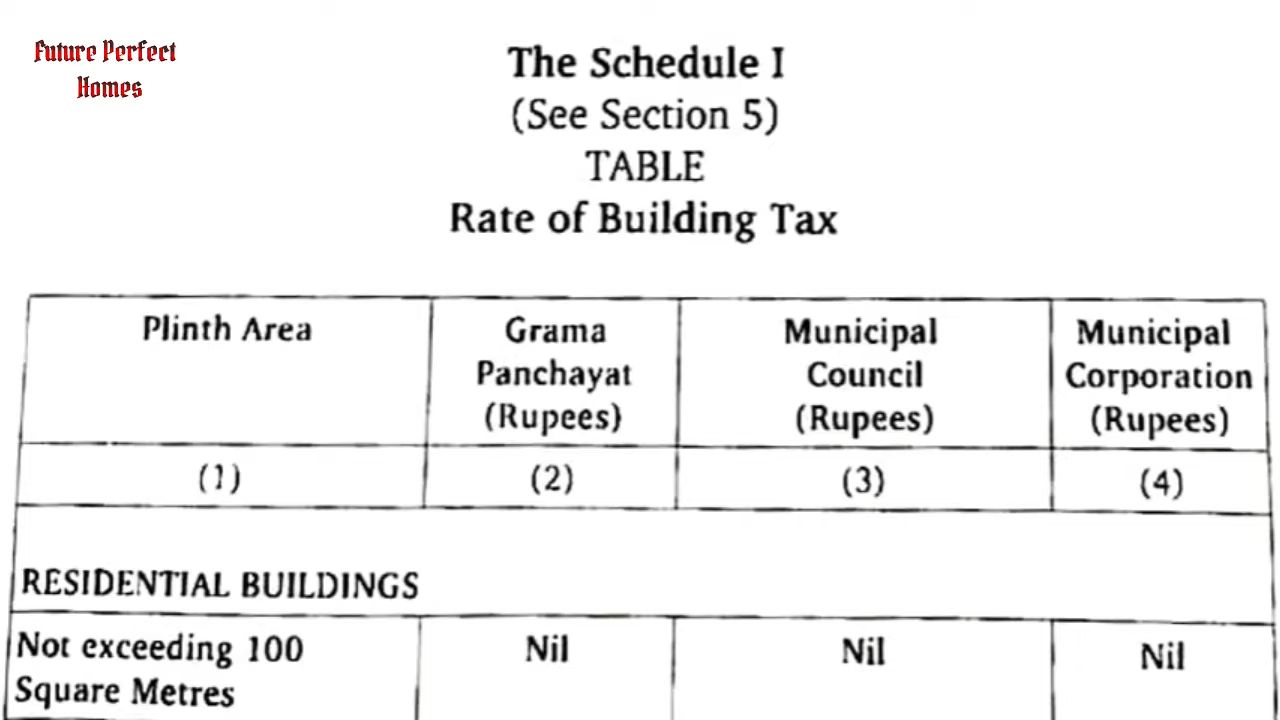 Future Perfect
Homes
The Schedule I
(See Section 5)
TABLE
Rate of Building Tax
Plinth Area
Grama
Panchayat
(Rupees)
Municipal
Council
(Rupees)
Municipal
Corporation
(Rupees)
(1)
(2)
(3)
(4)
RESIDENTIAL BUILDINGS
Not exceeding 100
Square Metres
Nil
Nil
Nil